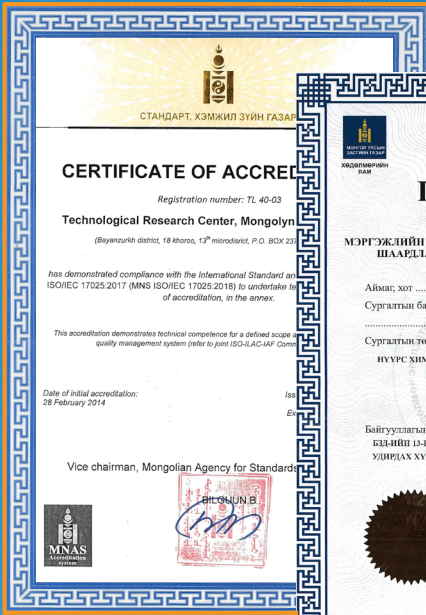 СТАНДАРТ, ХЭМЖИЛ ЗҮЙН ГАЗАР
CERTIFICATE OF ACCRED
Registration number: TL 40-03
Technological Research Center, Mongolyn
(Bayanzurkh district, 18 khoroo, 13th microdisrict, P.O. BOX 237
has demonstrated compliance with the International Standard an
ISO/IEC 17025:2017 (MNS ISO/IEC 17025:2018) to undertake te
of accreditation, in the annex.
This accreditation demonstrates technical competence for a defined scope a
quality management system (refer to joint ISO-ILAC-IAF Comm
Date of initial accreditation:
28 February 2014
Iss
Ex
Vice chairman, Mongolian Agency for Standards
BILGUUN.B
MNAS
Accreditation
system
МОНГОЛ УЛСЫН
ЗАСГИЙН ГАЗАР
ХӨДӨЛМӨРИЙН
ЯАМ
МЭРГЭЖЛИЙН
ШААРДЛА
Аймаг, хот ....
Сургалтын ба
Сургалтын тө
НҮҮРС ХИМ
Байгууллагын
БЗД-ИЙН 13-Р
УДИРДАХ ХҮ